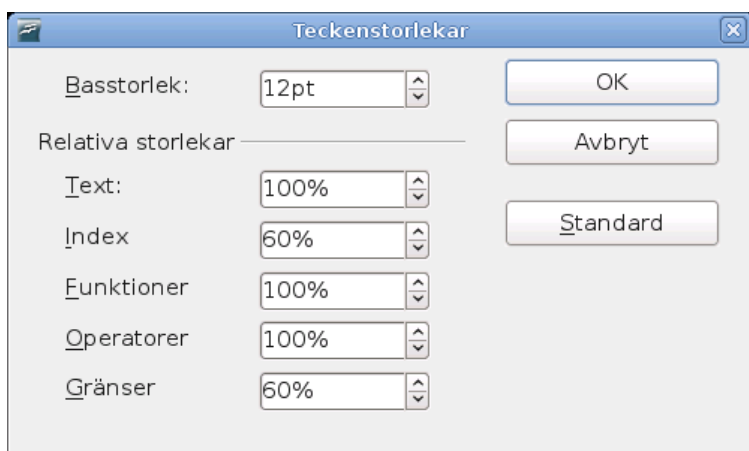 Teckenstorlekar
Basstorlek: 12pt
OK
Relativa storlekar
Avbryt
Text: 100%
Standard
Index 60%
Funktioner 100%
Operatorer 100%
Gränser 60%